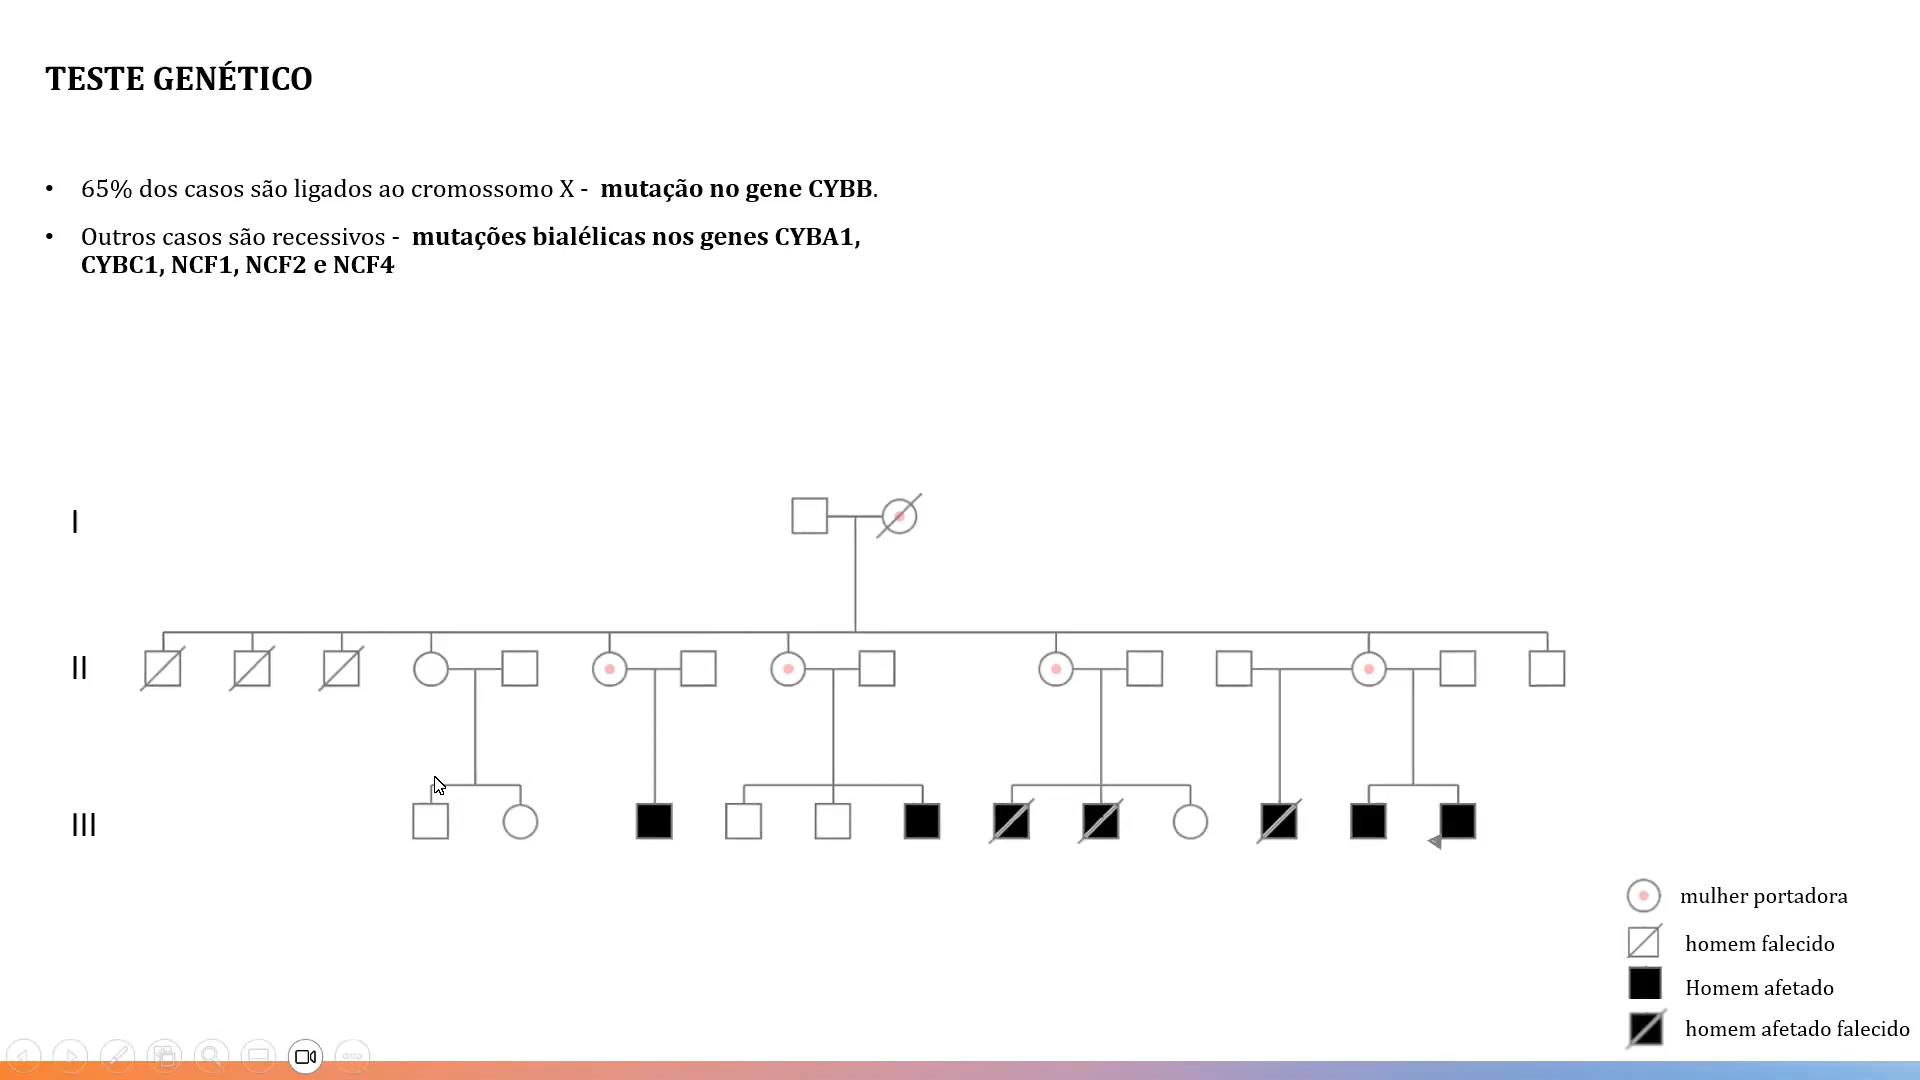 TESTE GENÉTICO
• 65% dos casos são ligados ao cromossomo X - mutação no gene CYBB.
• Outros casos são recessivos - mutações bialélicas nos genes CYBA1,
CYBC1, NCF1, NCF2 e NCF4
I
II
III
mulher portadora
homem falecido
Homem afetado
homem afetado falecido